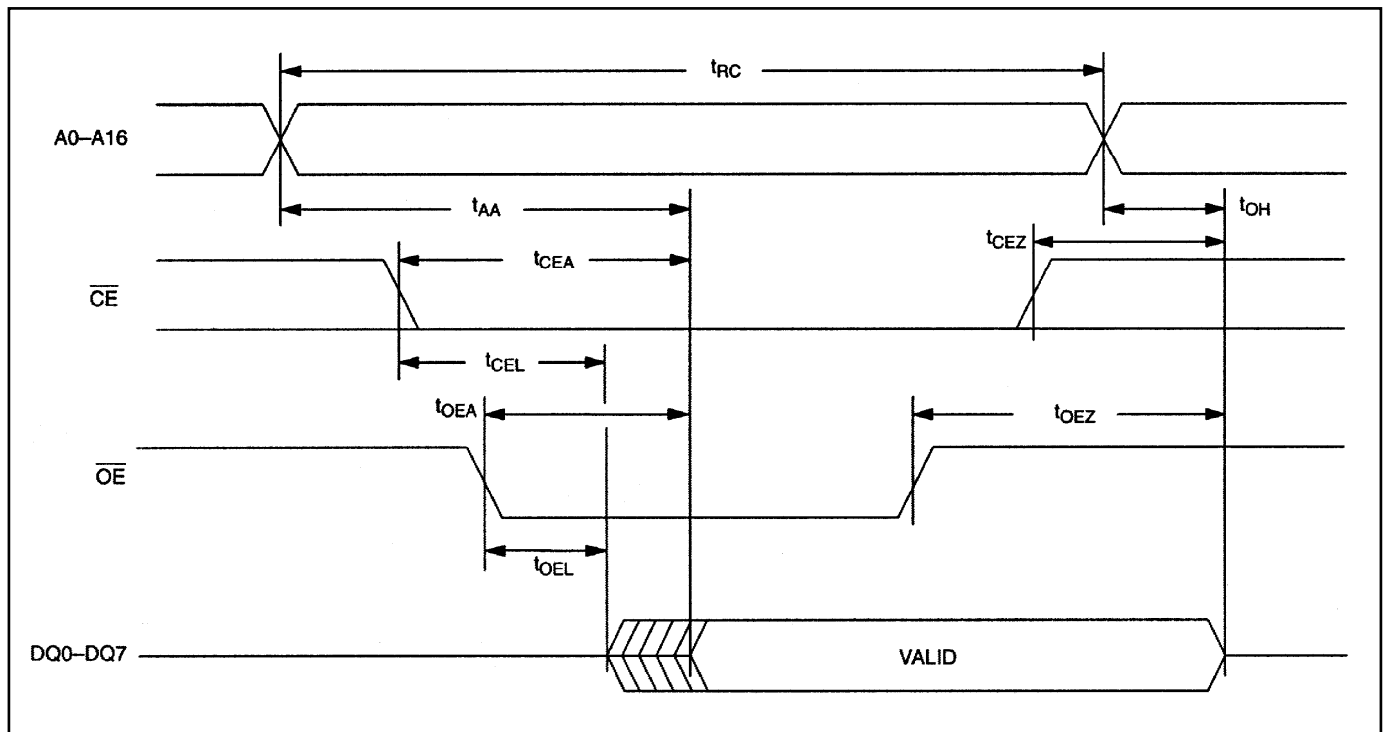 tRC
A0–A16
tAA
tOH
tCEZ
tCEA
CE
tCEL
tOEA
tOEZ
OE
tOEL
DQ0–DQ7
VALID